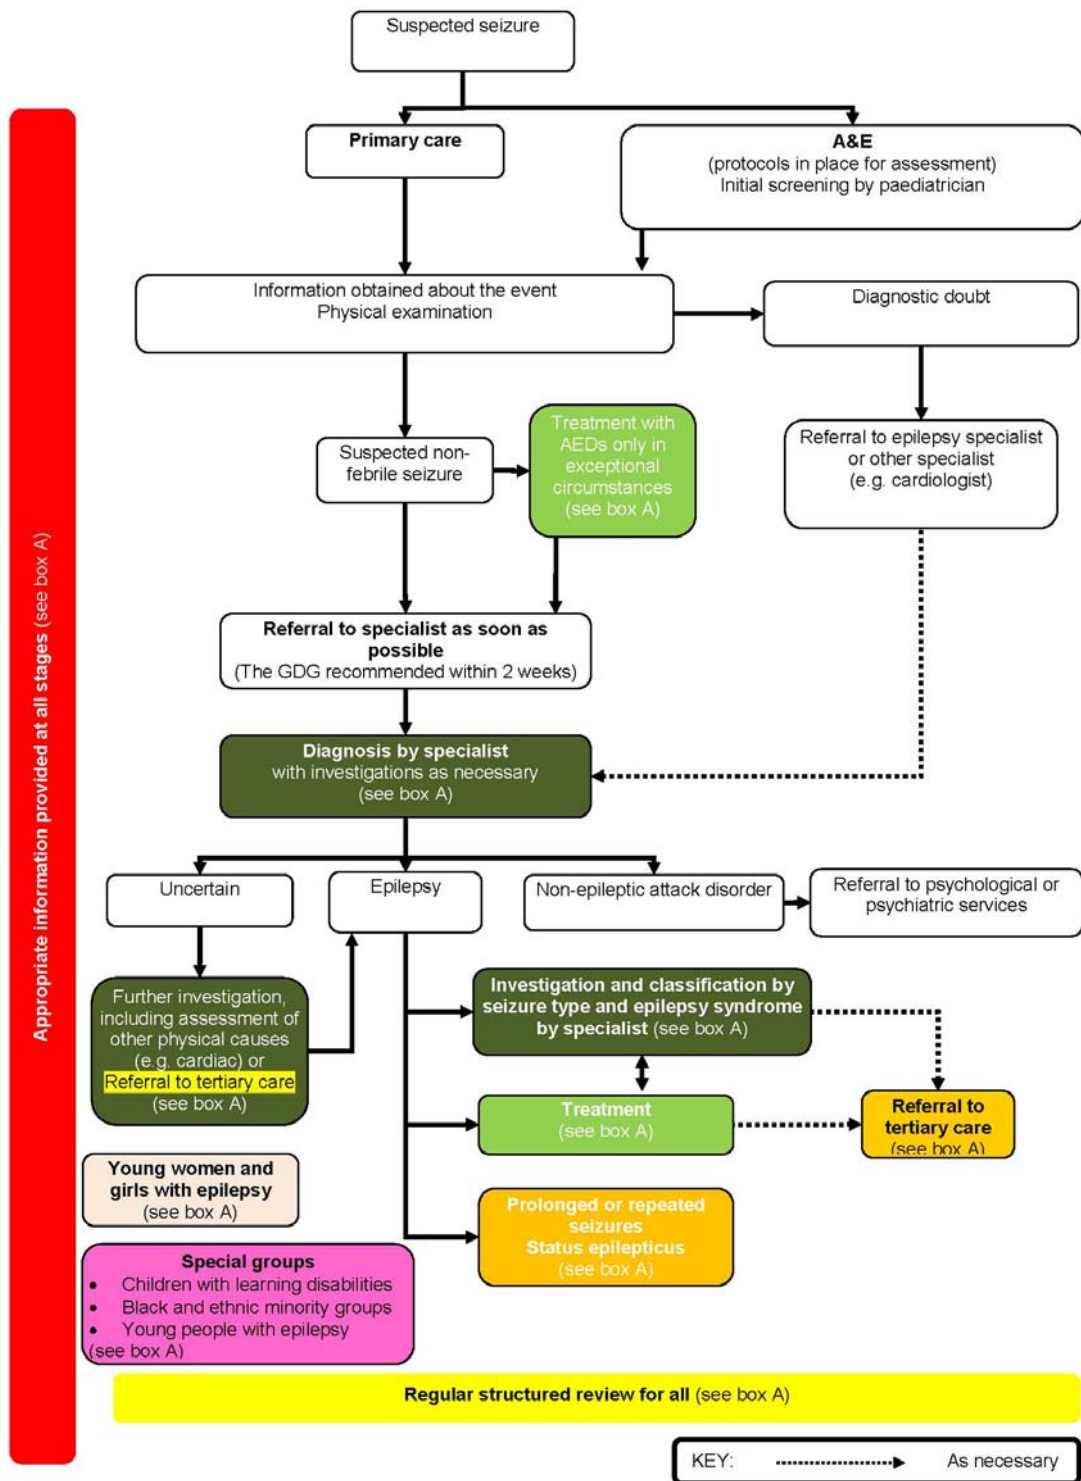 Suspected seizure
Primary care
A&E
(protocols in place for assessment)
Initial screening by paediatrician
Information obtained about the event
Physical examination
Diagnostic doubt
Suspected non-
febrile seizure
Treatment with
AEDs only in
exceptional
circumstances
(see box A)
Referral to epilepsy specialist
or other specialist
(e.g. cardiologist)
Referral to specialist as soon as
possible
(The GDG recommended within 2 weeks)
Diagnosis by specialist
with investigations as necessary
(see box A)
Uncertain
Epilepsy
Non-epileptic attack disorder
Referral to psychological or
psychiatric services
Further investigation,
including assessment of
other physical causes
(e.g. cardiac) or
Referral to tertiary care
(see box A)
Investigation and classification by
seizure type and epilepsy syndrome
by specialist (see box A)
Treatment
(see box A)
Referral to
tertiary care
(see box A)
Young women and
girls with epilepsy
(see box A)
Prolonged or repeated
seizures
Status epilepticus
(see box A)
Special groups
• Children with learning disabilities
• Black and ethnic minority groups
• Young people with epilepsy
(see box A)
Appropriate information provided at all stages (see box A)
Regular structured review for all (see box A)
KEY: As necessary